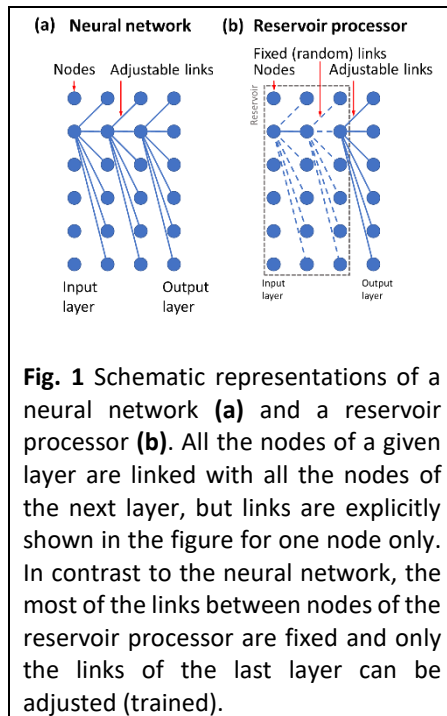 (a) Neural network
Nodes
Adjustable links
Input
layer
Output
layer
(b) Reservoir processor
Fixed (random) links
Nodes
Adjustable links
Reservoir
Input
layer
Output
layer
Fig. 1 Schematic representations of a
neural network (a) and a reservoir
processor (b). All the nodes of a given
layer are linked with all the nodes of
the next layer, but links are explicitly
shown in the figure for one node only.
In contrast to the neural network, the
most of the links between nodes of the
reservoir processor are fixed and only
the links of the last layer can be
adjusted (trained).